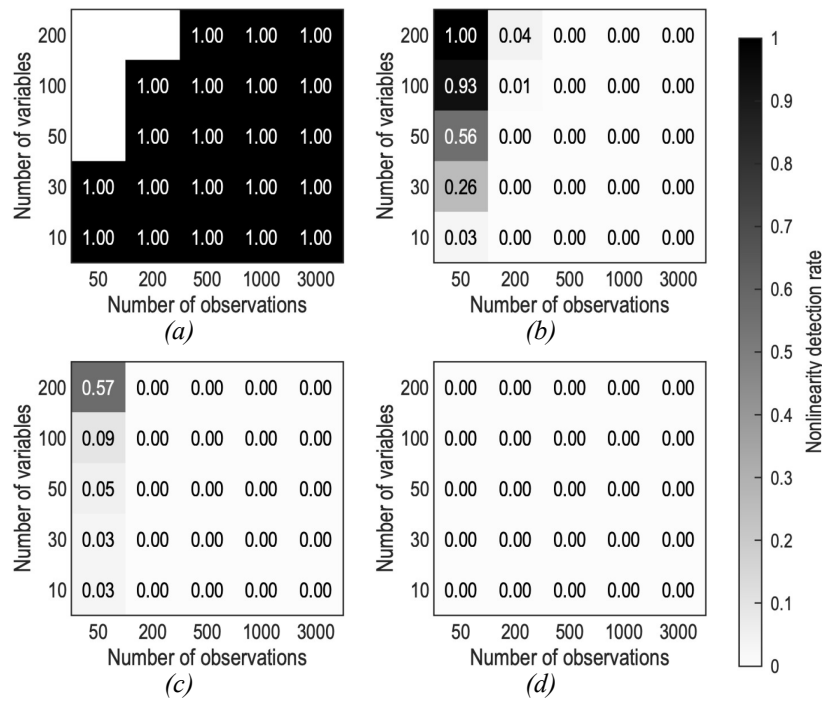 200 1.00 1.00 1.00
100 1.00 1.00 1.00 1.00
50 1.00 1.00 1.00 1.00
30 1.00 1.00 1.00 1.00 1.00
10 1.00 1.00 1.00 1.00 1.00
50 200 500 1000 3000
Number of variables
Number of observations
(a)
200 1.00 0.04 0.00 0.00 0.00
100 0.93 0.01 0.00 0.00 0.00
50 0.56 0.00 0.00 0.00 0.00
30 0.26 0.00 0.00 0.00 0.00
10 0.03 0.00 0.00 0.00 0.00
50 200 500 1000 3000
Number of variables
Number of observations
(b)
200 0.57 0.00 0.00 0.00 0.00
100 0.09 0.00 0.00 0.00 0.00
50 0.05 0.00 0.00 0.00 0.00
30 0.03 0.00 0.00 0.00 0.00
10 0.03 0.00 0.00 0.00 0.00
50 200 500 1000 3000
Number of variables
Number of observations
(c)
200 0.00 0.00 0.00 0.00 0.00
100 0.00 0.00 0.00 0.00 0.00
50 0.00 0.00 0.00 0.00 0.00
30 0.00 0.00 0.00 0.00 0.00
10 0.00 0.00 0.00 0.00 0.00
50 200 500 1000 3000
Number of variables
Number of observations
(d)
1
0.9
0.8
0.7
0.6
0.5
0.4
0.3
0.2
0.1
0
Nonlinearity detection rate